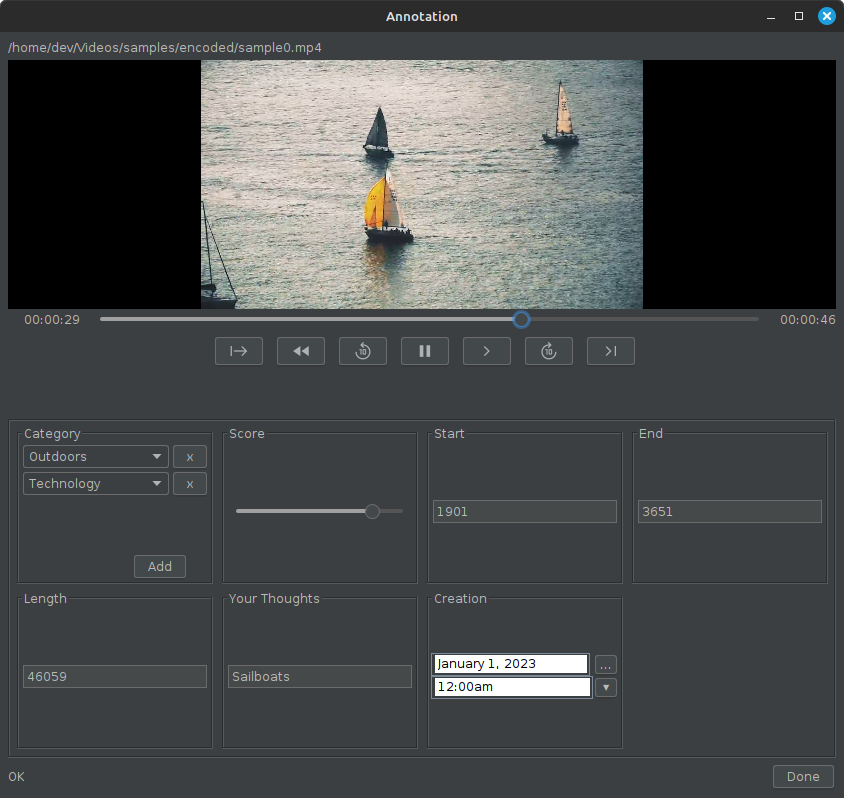 Annotation
/home/dev/Videos/samples/encoded/sample0.mp4
00:00:29
00:00:46
10
10
Category
Outdoors
x
Technology
x
Add
Score
Start
1901
End
3651
Length
46059
Your Thoughts
Sailboats
Creation
January 1, 2023
...
12:00am
OK
Done